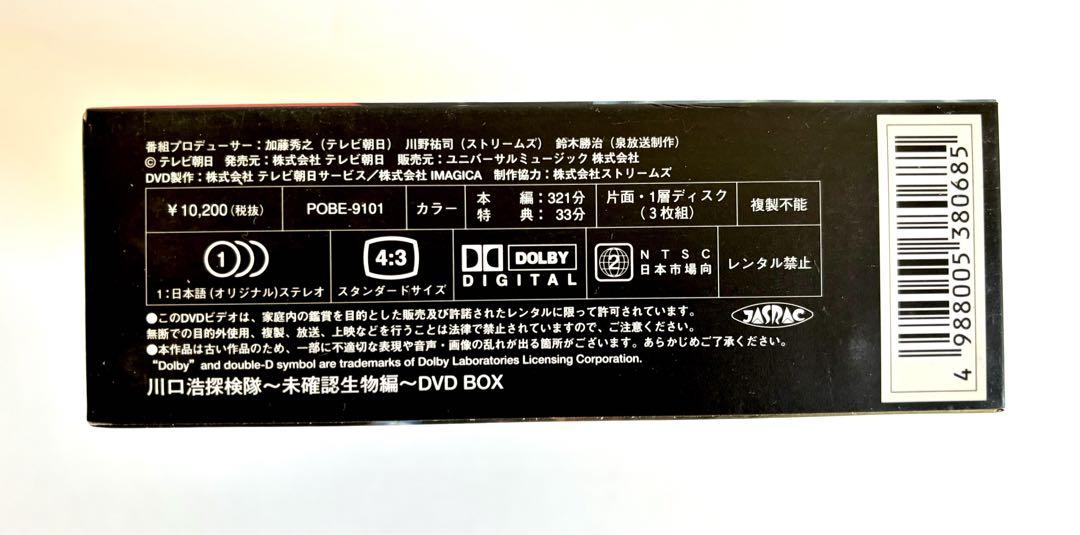 番組プロデューサー：加藤秀之（テレビ朝日） 川野祐司（ストリームズ） 鈴木勝治（泉放送制作）
© テレビ朝日 発売元：株式会社 テレビ朝日 販売元：ユニバーサルミュージック 株式会社
DVD製作：株式会社 テレビ朝日サービス／株式会社 IMAGICA 制作協力：株式会社ストリームズ
￥10,200（税抜） POBE-9101 カラー 本 編：321分 片面・1層ディスク 複製不能
特 典：33分 （3枚組）
1 4:3 DOLBY 2 NTSC レンタル禁止
DIGITAL 日本市場向
1：日本語（オリジナル）ステレオ スタンダードサイズ
●このDVDビデオは、家庭内の鑑賞を目的とした販売及び許諾されたレンタルに限って許可されています。
無断での目的外使用、複製、放送、上映などを行うことは法律で禁止されていますので、ご注意ください。
●本作品は古い作品のため、一部に不適切な表現や音声・画像の乱れが出る箇所がございます。あらかじめご了承ください。
"Dolby" and double-D symbol are trademarks of Dolby Laboratories Licensing Corporation.
川口浩探検隊～未確認生物編～DVD BOX
JASRAC
4 988005 380685